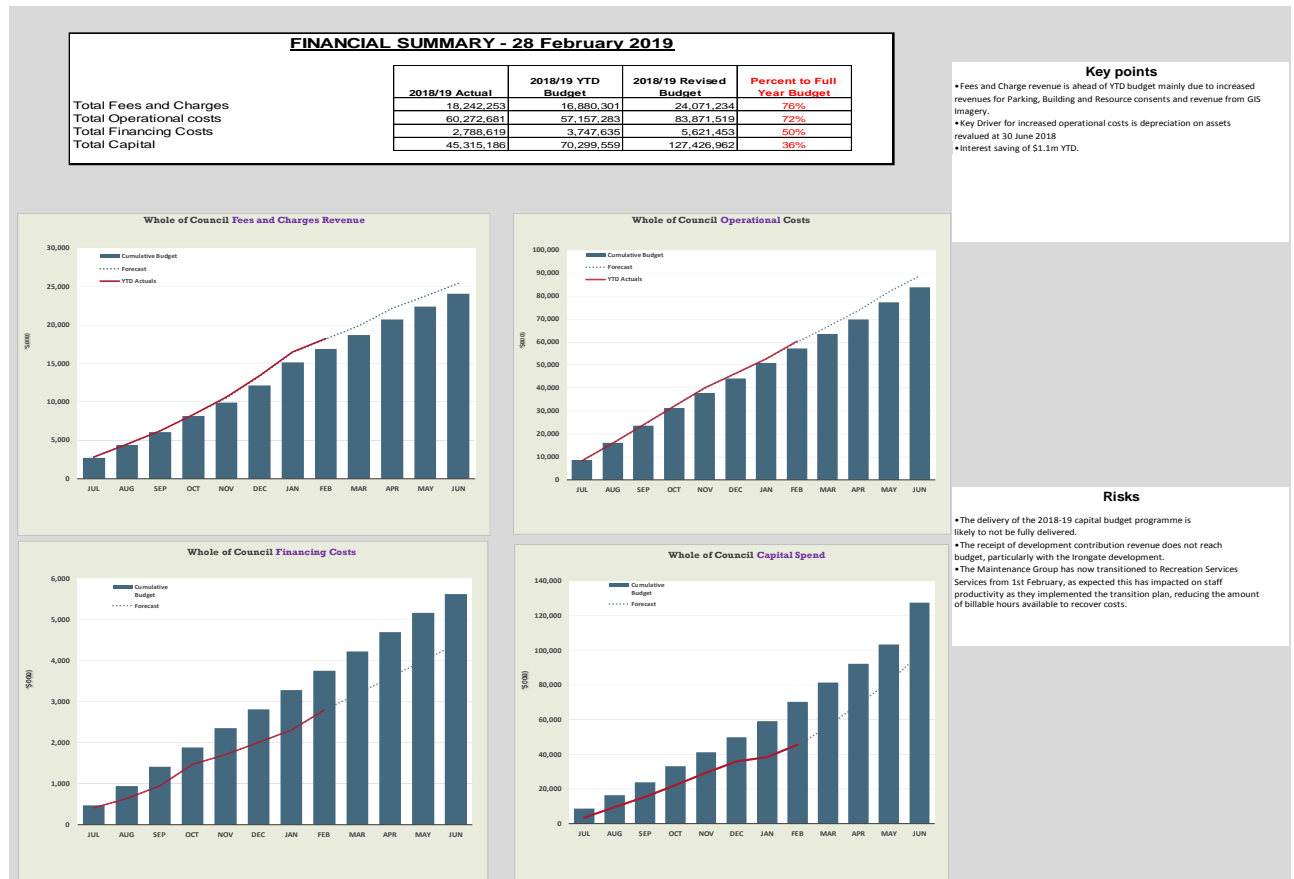 FINANCIAL SUMMARY - 28 February 2019
2018/19 Actual
2018/19 YTD
Budget
2018/19 Revised
Budget
Percent to Full
Year Budget
Total Fees and Charges 18,242,253 16,880,301 24,071,234 76%
Total Operational costs 60,272,681 57,157,283 83,871,519 72%
Total Financing Costs 2,788,619 3,747,635 5,621,453 50%
Total Capital 45,315,186 70,299,559 127,426,962 36%
Key points
•Fees and Charge revenue is ahead of YTD budget mainly due to increased
revenues for Parking, Building and Resource consents and revenue from GIS
Imagery.
•Key Driver for increased operational costs is depreciation on assets
revalued at 30 June 2018
•Interest saving of $1.1m YTD.
Whole of Council Fees and Charges Revenue
Cumulative Budget
Forecast
YTD Actuals
30,000
25,000
20,000
15,000
10,000
5,000
0
JUL AUG SEP OCT NOV DEC JAN FEB MAR APR MAY JUN
Whole of Council Operational Costs
Cumulative Budget
Forecast
YTD Actuals
100,000
90,000
80,000
70,000
60,000
50,000
40,000
30,000
20,000
10,000
0
JUL AUG SEP OCT NOV DEC JAN FEB MAR APR MAY JUN
Risks
•The delivery of the 2018-19 capital budget programme is
likely to not be fully delivered.
•The receipt of development contribution revenue does not reach
budget, particularly with the Irongate development.
•The Maintenance Group has now transitioned to Recreation Services
Services from 1st February, as expected this has impacted on staff
productivity as they implemented the transition plan, reducing the amount
of billable hours available to recover costs.
Whole of Council Financing Costs
Cumulative
Budget
Forecast
6,000
5,000
4,000
3,000
2,000
1,000
0
JUL AUG SEP OCT NOV DEC JAN FEB MAR APR MAY JUN
Whole of Council Capital Spend
Cumulative
Budget
Forecast
140,000
120,000
100,000
80,000
60,000
40,000
20,000
0
JUL AUG SEP OCT NOV DEC JAN FEB MAR APR MAY JUN